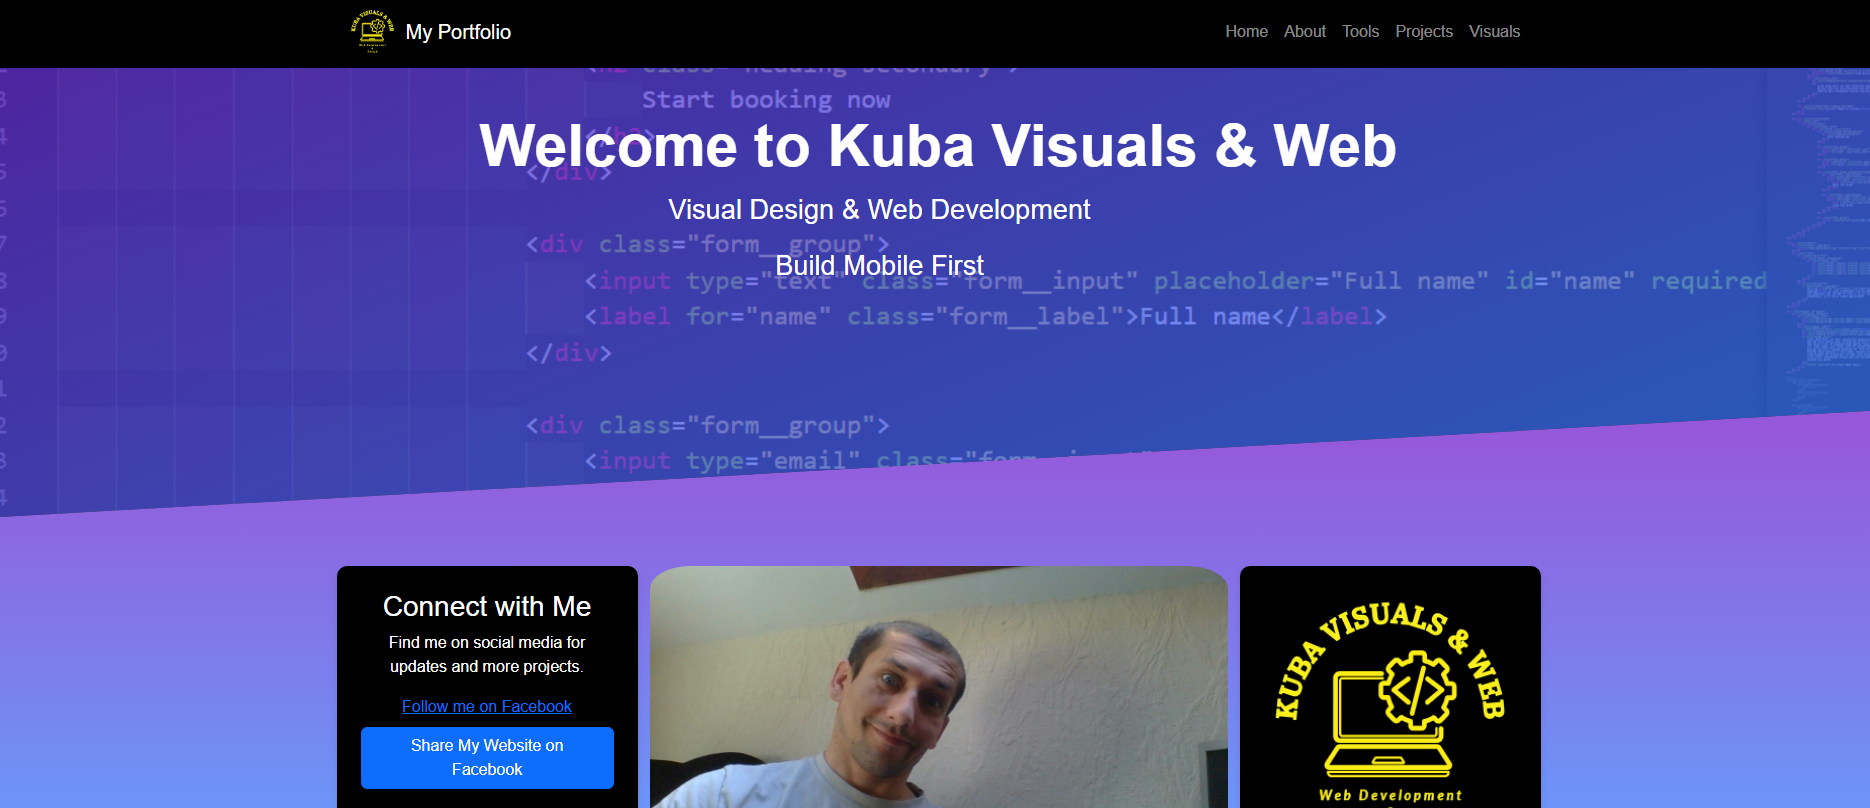 KUBA VISUALS & WEB
My Portfolio
Home About Tools Projects Visuals
Start booking now
Welcome to Kuba Visuals & Web
</div>
Visual Design & Web Development
<div class="form__group">
Build Mobile First
<input type="text" class="form__input" placeholder="Full name" id="name" required
<label for="name" class="form__label">Full name</label>
</div>
<div class="form__group">
<input type="email"
Connect with Me
Find me on social media for
updates and more projects.
Follow me on Facebook
Share My Website on
Facebook
KUBA VISUALS & WEB
</>
Web Development